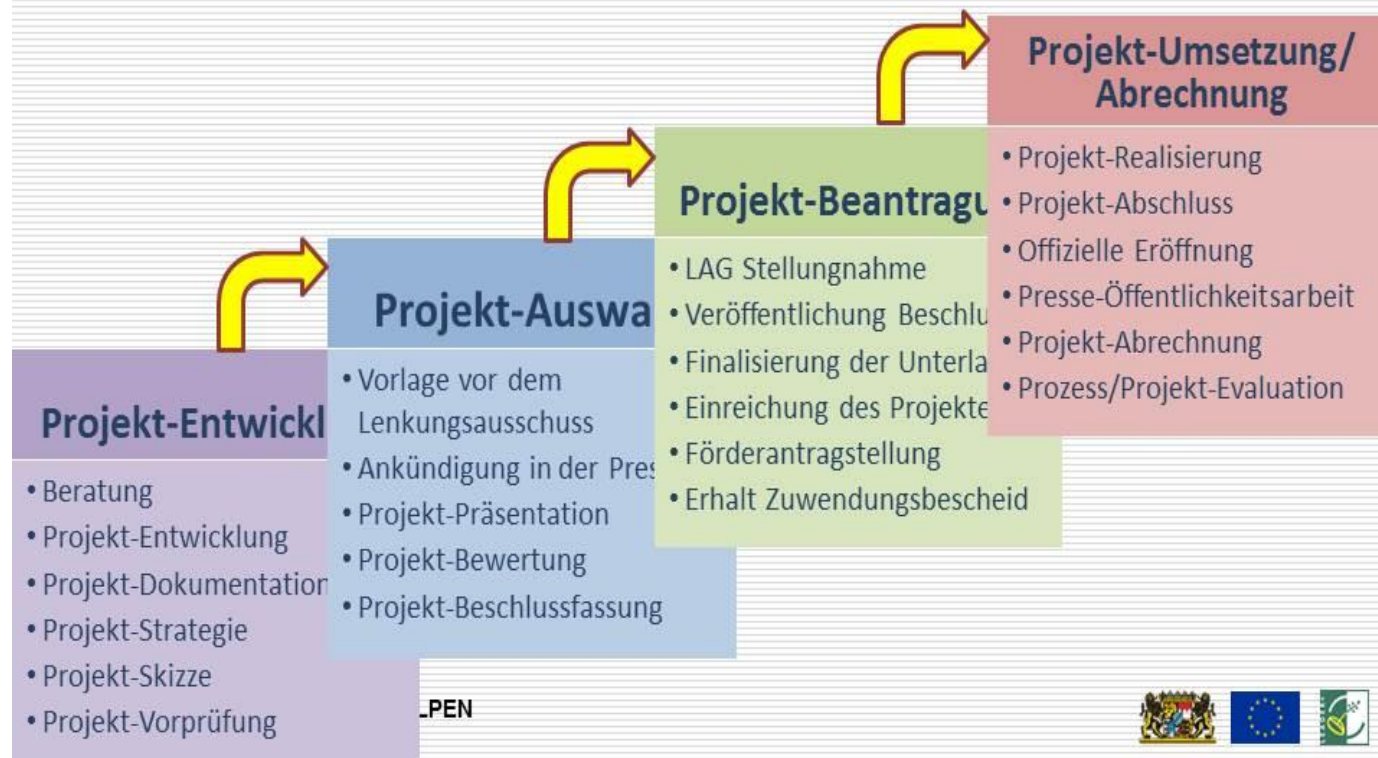 Projekt-Entwickl
• Beratung
• Projekt-Entwicklung
• Projekt-Dokumentation
• Projekt-Strategie
• Projekt-Skizze
• Projekt-Vorprüfung
Projekt-Auswa
• Vorlage vor dem
Lenkungsausschuss
• Ankündigung in der Pres
• Projekt-Präsentation
• Projekt-Bewertung
• Projekt-Beschlussfassung
Projekt-Beantragu
• LAG Stellungnahme
• Veröffentlichung Beschlu
• Finalisierung der Unterla
• Einreichung des Projekte
• Förderantragstellung
• Erhalt Zuwendungsbescheid
Projekt-Umsetzung/
Abrechnung
• Projekt-Realisierung
• Projekt-Abschluss
• Offizielle Eröffnung
• Presse-Öffentlichkeitsarbeit
• Projekt-Abrechnung
• Prozess/Projekt-Evaluation
LPEN